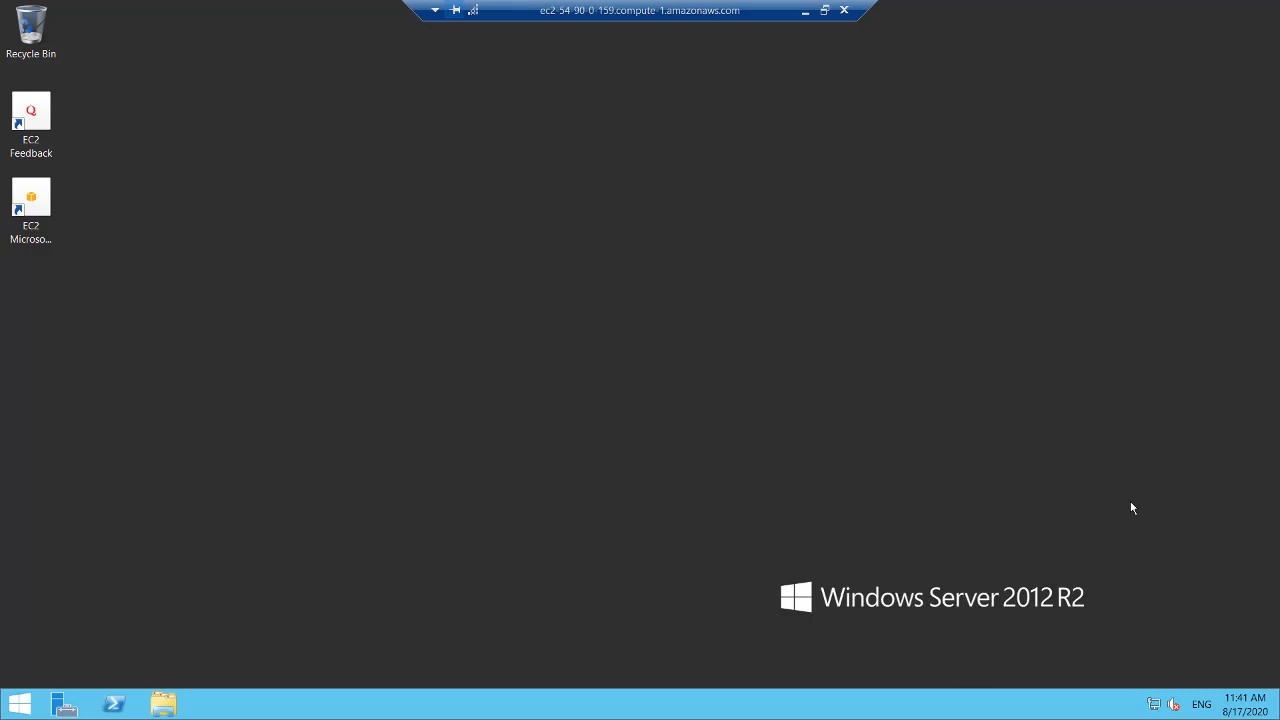 ec2-54-90-0-159.compute-1.amazonaws.com
Recycle Bin
Q
EC2
Feedback
EC2
Microso...
Windows Server 2012 R2
ENG
11:41 AM
8/17/2020